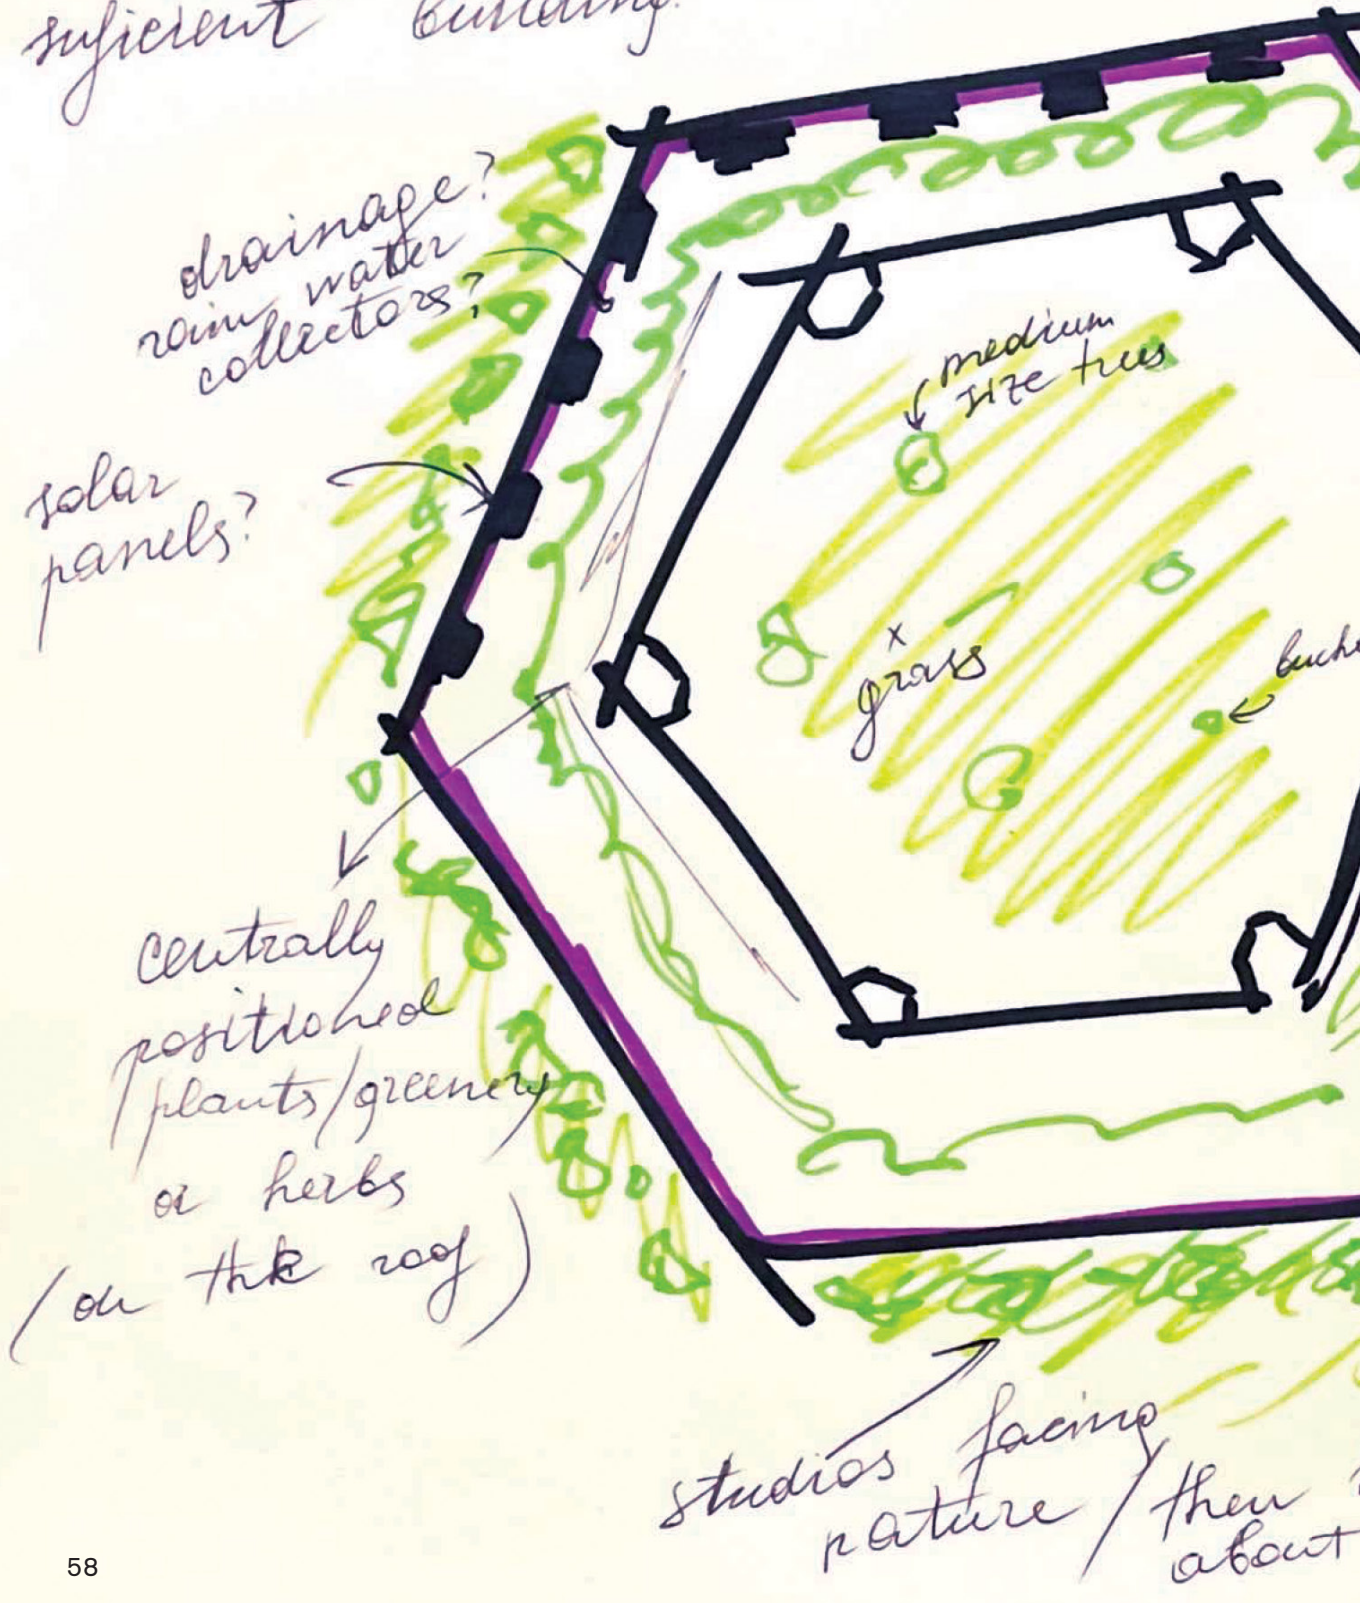 suficient building.
drainage?
rain water
collectors?
medium
size trees
solar
panels?
x
grass
centrally
positioned
plants/greenery
or herbs
(on the roof)
studios facing
nature / then
about
58